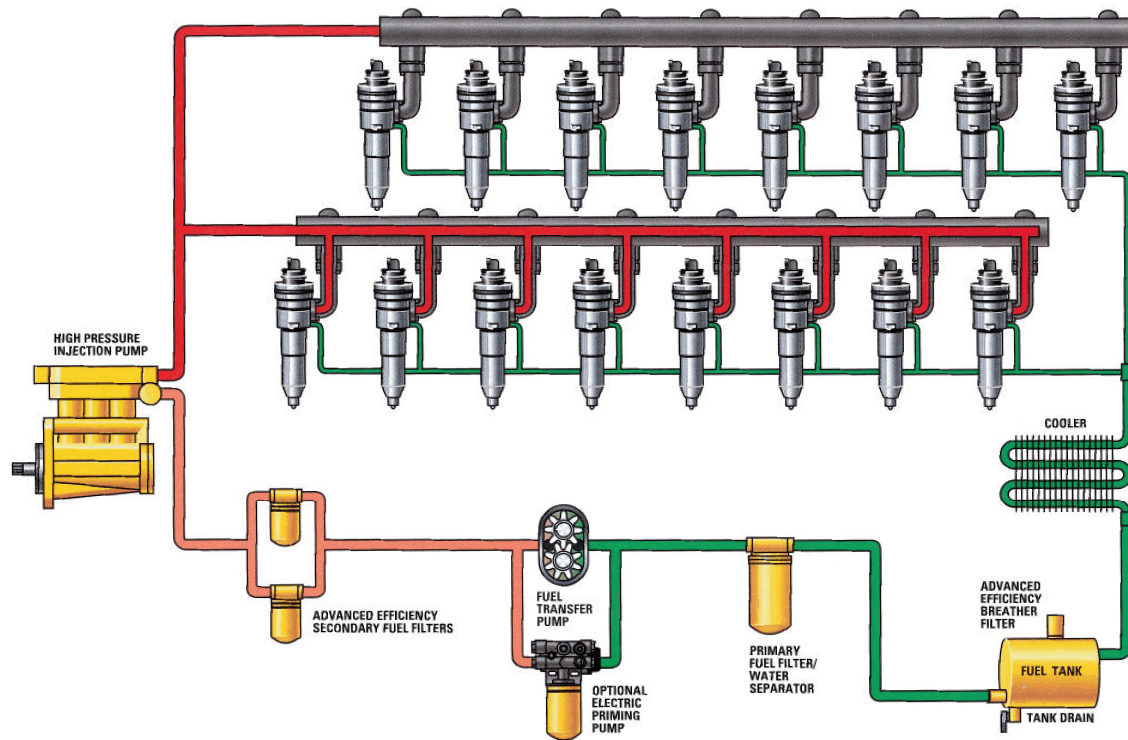 HIGH PRESSURE
INJECTION PUMP
COOLER
ADVANCED EFFICIENCY
SECONDARY FUEL FILTERS
FUEL
TRANSFER
PUMP
OPTIONAL
ELECTRIC
PRIMING
PUMP
PRIMARY
FUEL FILTER/
WATER
SEPARATOR
ADVANCED
EFFICIENCY
BREATHER
FILTER
FUEL TANK
TANK DRAIN